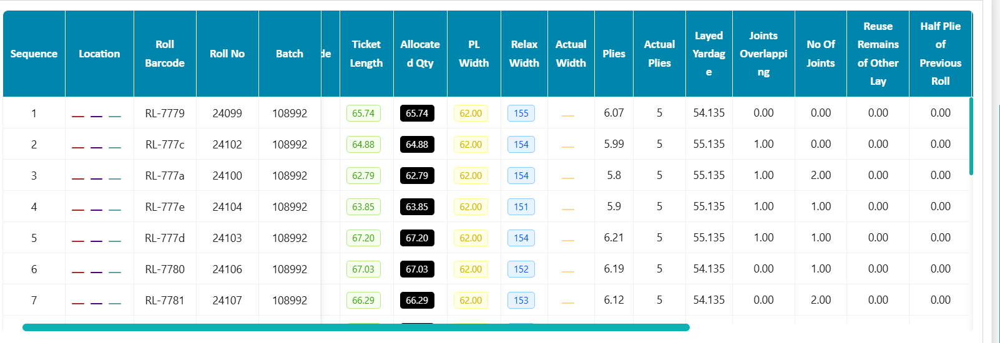 Sequence Location Roll Barcode Roll No Batch de Ticket Length Allocate d Qty PL Width Relax Width Actual Width Plies Actual Plies Layed Yardag e Joints Overlappi ng No Of Joints Reuse Remains of Other Lay Half Plie of Previous Roll
1 RL-7779 24099 108992 65.74 65.74 62.00 155 6.07 5 54.135 0.00 0.00 0.00 0.00
2 RL-777c 24102 108992 64.88 64.88 62.00 154 5.99 5 55.135 1.00 0.00 0.00 0.00
3 RL-777a 24100 108992 62.79 62.79 62.00 154 5.8 5 55.135 1.00 2.00 0.00 0.00
4 RL-777e 24104 108992 63.85 63.85 62.00 151 5.9 5 55.135 1.00 1.00 0.00 0.00
5 RL-777d 24103 108992 67.20 67.20 62.00 154 6.21 5 55.135 1.00 1.00 0.00 0.00
6 RL-7780 24106 108992 67.03 67.03 62.00 152 6.19 5 54.135 0.00 1.00 0.00 0.00
7 RL-7781 24107 108992 66.29 66.29 62.00 153 6.12 5 54.135 0.00 2.00 0.00 0.00